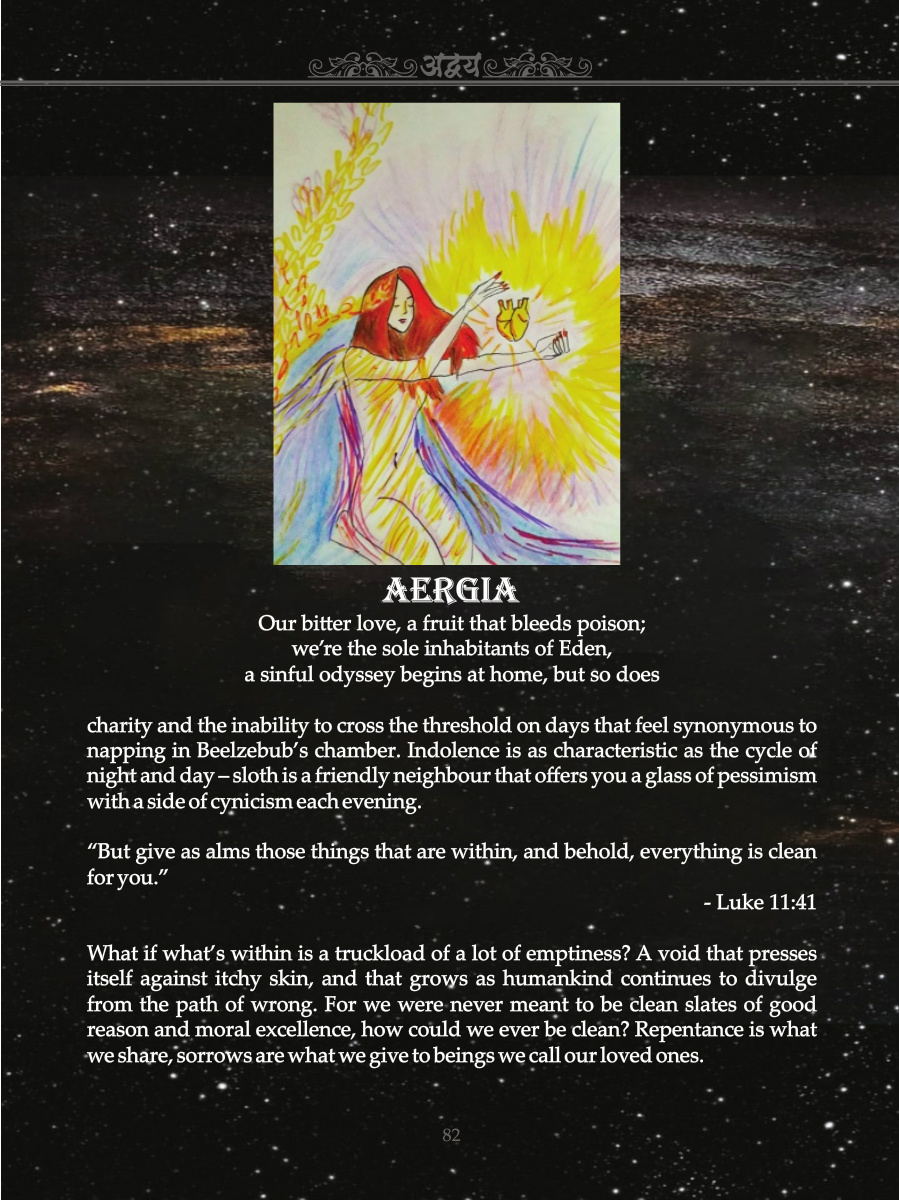 अद्वय
AERGIA
Our bitter love, a fruit that bleeds poison;
we’re the sole inhabitants of Eden,
a sinful odyssey begins at home, but so does
charity and the inability to cross the threshold on days that feel synonymous to
napping in Beelzebub’s chamber. Indolence is as characteristic as the cycle of
night and day – sloth is a friendly neighbour that offers you a glass of pessimism
with a side of cynicism each evening.
“But give as alms those things that are within, and behold, everything is clean
for you.”
- Luke 11:41
What if what’s within is a truckload of a lot of emptiness? A void that presses
itself against itchy skin, and that grows as humankind continues to divulge
from the path of wrong. For we were never meant to be clean slates of good
reason and moral excellence, how could we ever be clean? Repentance is what
we share, sorrows are what we give to beings we call our loved ones.
82